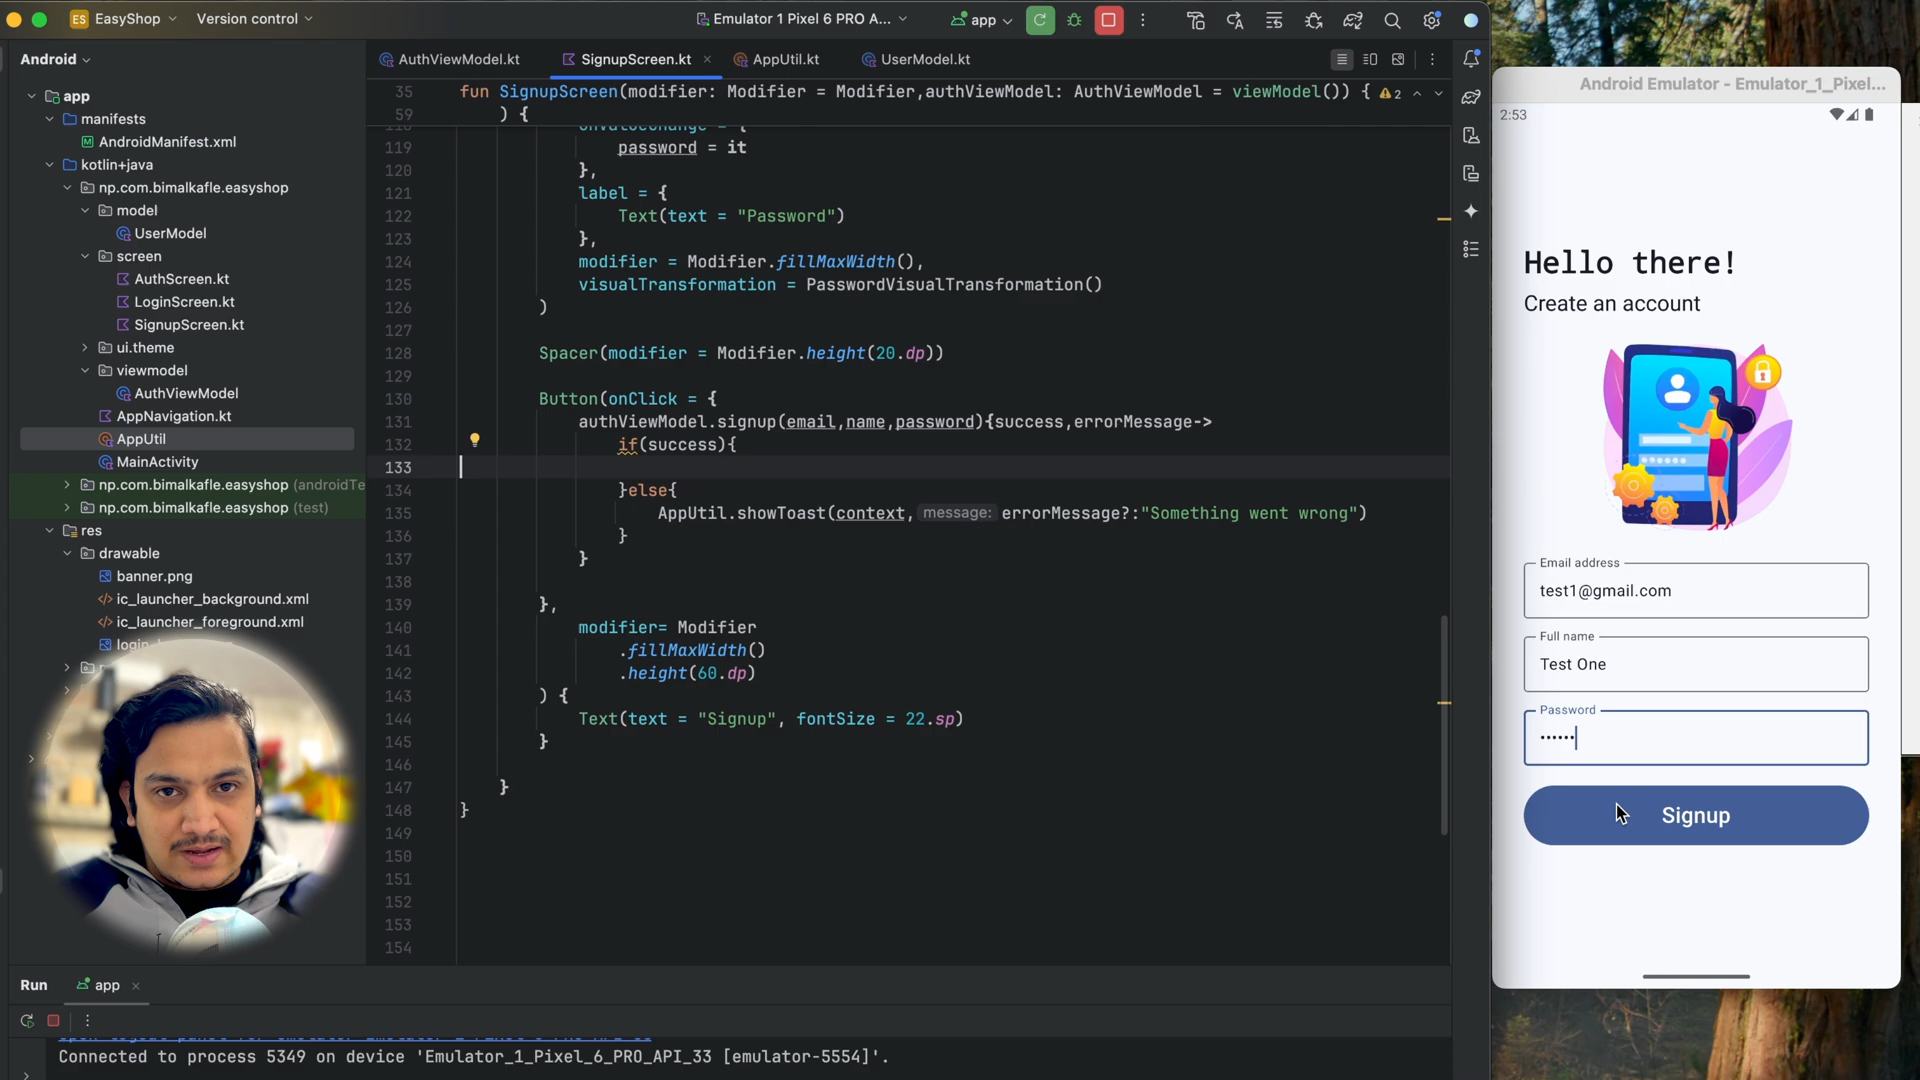 ES EasyShop
Version control
Emulator 1 Pixel 6 PRO A...
app
Android
AuthViewModel.kt
SignupScreen.kt
AppUtil.kt
UserModel.kt
app
manifests
AndroidManifest.xml
kotlin+java
np.com.bimalkafle.easyshop
model
UserModel
screen
AuthScreen.kt
LoginScreen.kt
SignupScreen.kt
ui.theme
viewmodel
AuthViewModel
AppNavigation.kt
AppUtil
MainActivity
np.com.bimalkafle.easyshop (androidTe
np.com.bimalkafle.easyshop (test)
res
drawable
banner.png
ic_launcher_background.xml
ic_launcher_foreground.xml
35 fun SignupScreen(modifier: Modifier = Modifier,authViewModel: AuthViewModel = viewModel()) { 2
59 ) {
onValueChange = {
119 password = it
120 },
121 label = {
122 Text(text = "Password")
123 },
124 modifier = Modifier.fillMaxWidth(),
125 visualTransformation = PasswordVisualTransformation()
126 )
127
128 Spacer(modifier = Modifier.height(20.dp))
129
130 Button(onClick = {
131 authViewModel.signup(email,name,password){success,errorMessage->
132 if(success){
133
134 }else{
135 AppUtil.showToast(context, message: errorMessage?:"Something went wrong")
136 }
137 }
138
139 },
140 modifier= Modifier
141 .fillMaxWidth()
142 .height(60.dp)
143 ) {
144 Text(text = "Signup", fontSize = 22.sp)
145 }
146
147 }
148 }
149
150
151
152
153
154
Run
app
Connected to process 5349 on device 'Emulator_1_Pixel_6_PRO_API_33 [emulator-5554]'.
Android Emulator - Emulator_1_Pixel...
2:53
Hello there!
Create an account
Email address
test1@gmail.com
Full name
Test One
Password
••••••
Signup